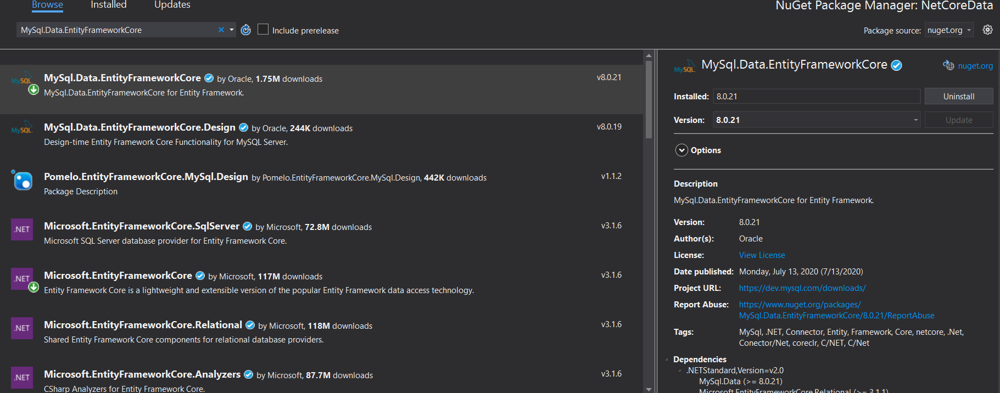 Browse Installed Updates
NuGet Package Manager: NetCoreData
MySql.Data.EntityFrameworkCore
Include prerelease
Package source: nuget.org
MySQL
MySql.Data.EntityFrameworkCore by Oracle, 1.75M downloads v8.0.21
MySql.Data.EntityFrameworkCore for Entity Framework.
MySQL
MySql.Data.EntityFrameworkCore.Design by Oracle, 244K downloads v8.0.19
Design-time Entity Framework Core Functionality for MySQL Server.
Pomelo.EntityFrameworkCore.MySql.Design by Pomelo.EntityFrameworkCore.MySql.Design, 442K downloads v1.1.2
Package Description
.NET
Microsoft.EntityFrameworkCore.SqlServer by Microsoft, 72.8M downloads v3.1.6
Microsoft SQL Server database provider for Entity Framework Core.
.NET
Microsoft.EntityFrameworkCore by Microsoft, 117M downloads v3.1.6
Entity Framework Core is a lightweight and extensible version of the popular Entity Framework data access technology.
.NET
Microsoft.EntityFrameworkCore.Relational by Microsoft, 118M downloads v3.1.6
Shared Entity Framework Core components for relational database providers.
.NET
Microsoft.EntityFrameworkCore.Analyzers by Microsoft, 87.7M downloads v3.1.6
CSharp Analyzers for Entity Framework Core.
MySQL
MySql.Data.EntityFrameworkCore nuget.org
Installed: 8.0.21 Uninstall
Version: 8.0.21 Update
Options
Description
MySql.Data.EntityFrameworkCore for Entity Framework.
Version: 8.0.21
Author(s): Oracle
License: View License
Date published: Monday, July 13, 2020 (7/13/2020)
Project URL: https://dev.mysql.com/downloads/
Report Abuse: https://www.nuget.org/packages/
MySql.Data.EntityFrameworkCore/8.0.21/ReportAbuse
Tags: MySql, .NET, Connector, Entity, Framework, Core, netcore, .Net,
Conector/Net, coreclr, C/NET, C/Net
Dependencies
.NETStandard,Version=v2.0
MySql.Data (>= 8.0.21)
Microsoft.EntityFrameworkCore.Relational (>= 3.1.1)